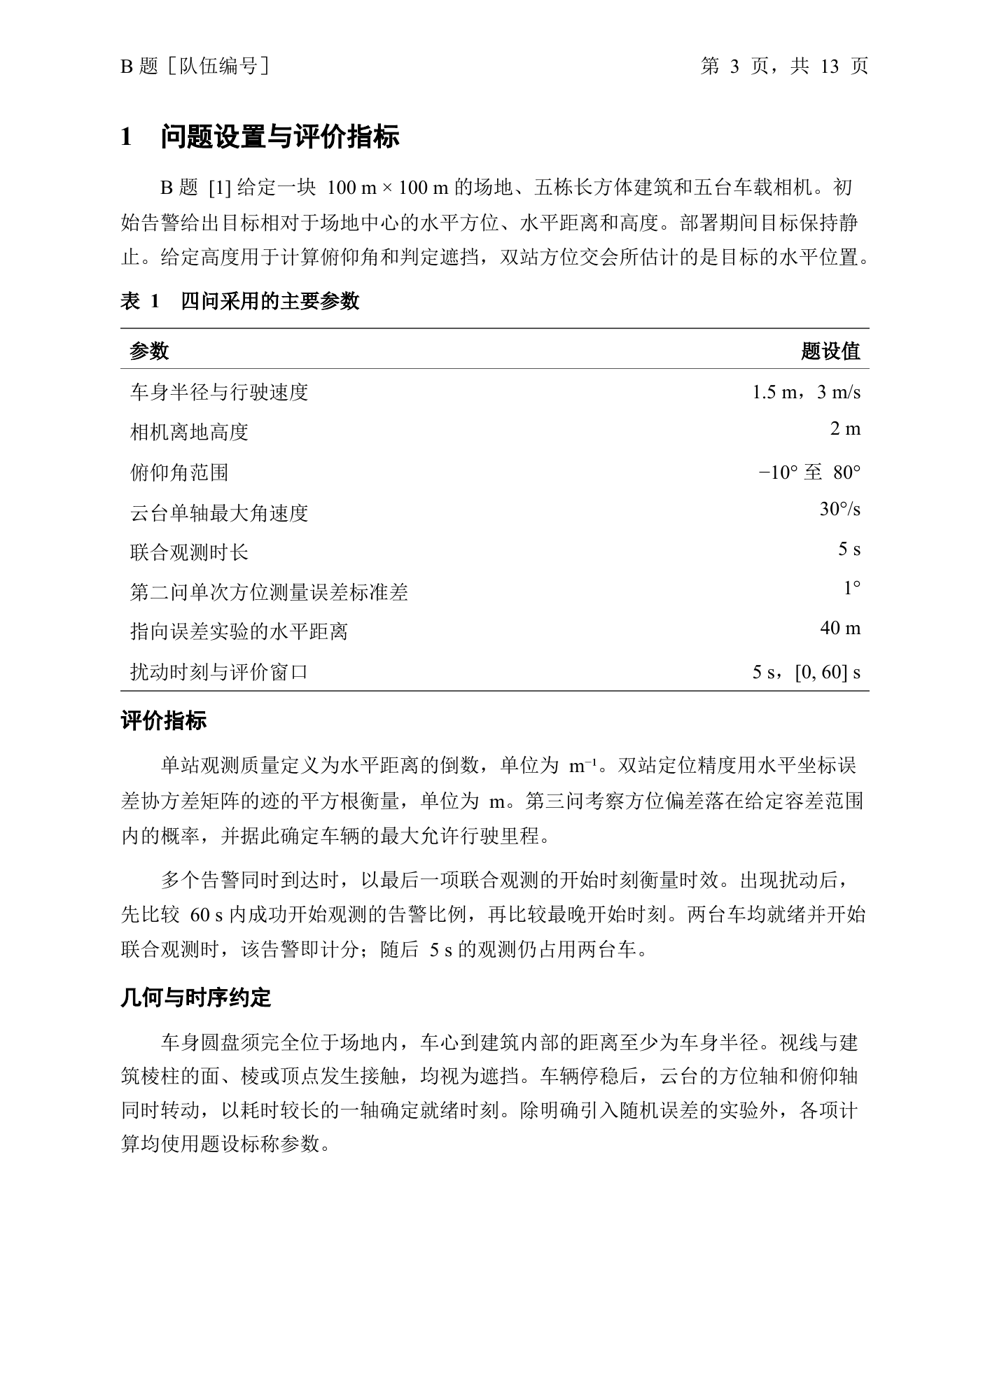 B 题［队伍编号］ 第 3 页，共 13 页
1 问题设置与评价指标
B 题 [1] 给定一块 100 m × 100 m 的场地、五栋长方体建筑和五台车载相机。初
始告警给出目标相对于场地中心的水平方位、水平距离和高度。部署期间目标保持静
止。给定高度用于计算俯仰角和判定遮挡，双站方位交会所估计的是目标的水平位置。
表 1 四问采用的主要参数
参数 题设值
车身半径与行驶速度 1.5 m，3 m/s
相机离地高度 2 m
俯仰角范围 −10° 至 80°
云台单轴最大角速度 30°/s
联合观测时长 5 s
第二问单次方位测量误差标准差 1°
指向误差实验的水平距离 40 m
扰动时刻与评价窗口 5 s，[0, 60] s
评价指标
单站观测质量定义为水平距离的倒数，单位为 m⁻¹。双站定位精度用水平坐标误
差协方差矩阵的迹的平方根衡量，单位为 m。第三问考察方位偏差落在给定容差范围
内的概率，并据此确定车辆的最大允许行驶里程。
多个告警同时到达时，以最后一项联合观测的开始时刻衡量时效。出现扰动后，
先比较 60 s 内成功开始观测的告警比例，再比较最晚开始时刻。两台车均就绪并开始
联合观测时，该告警即计分；随后 5 s 的观测仍占用两台车。
几何与时序约定
车身圆盘须完全位于场地内，车心到建筑内部的距离至少为车身半径。视线与建
筑棱柱的面、棱或顶点发生接触，均视为遮挡。车辆停稳后，云台的方位轴和俯仰轴
同时转动，以耗时较长的一轴确定就绪时刻。除明确引入随机误差的实验外，各项计
算均使用题设标称参数。